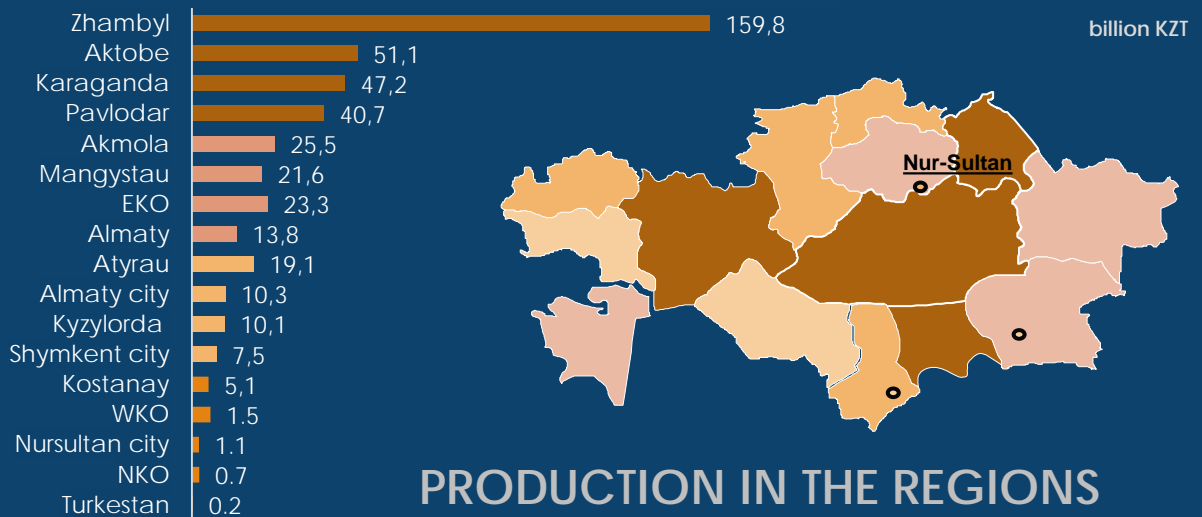 Zhambyl 159,8
billion KZT
Aktobe 51,1
Karaganda 47,2
Pavlodar 40,7
Akmola 25,5
Mangystau 21,6
EKO 23,3
Almaty 13,8
Atyrau 19,1
Almaty city 10,3
Kyzylorda 10,1
Shymkent city 7,5
Kostanay 5,1
WKO 1.5
Nursultan city 1.1
NKO 0.7
Turkestan 0.2
Nur-Sultan
PRODUCTION IN THE REGIONS